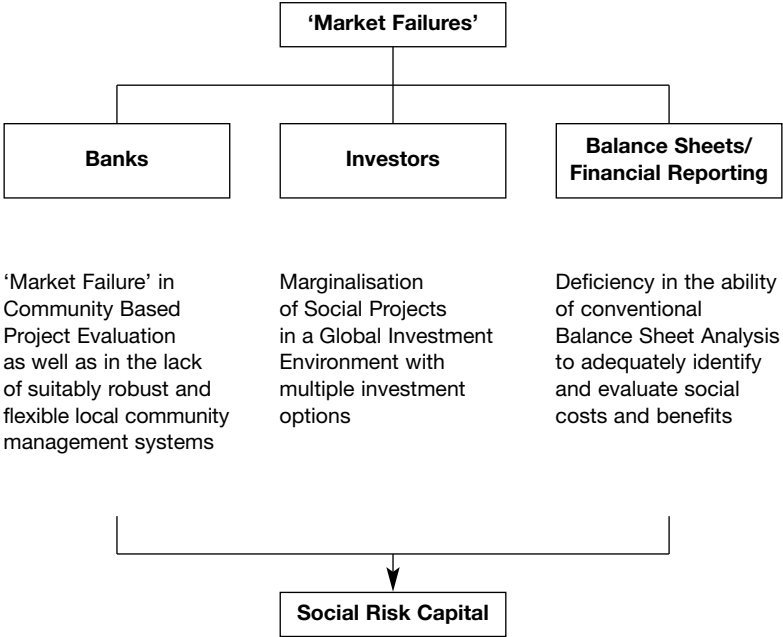 ‘Market Failures’
Banks
Investors
Balance Sheets/
Financial Reporting
‘Market Failure’ in
Community Based
Project Evaluation
as well as in the lack
of suitably robust and
flexible local community
management systems
Marginalisation
of Social Projects
in a Global Investment
Environment with
multiple investment
options
Deficiency in the ability
of conventional
Balance Sheet Analysis
to adequately identify
and evaluate social
costs and benefits
Social Risk Capital